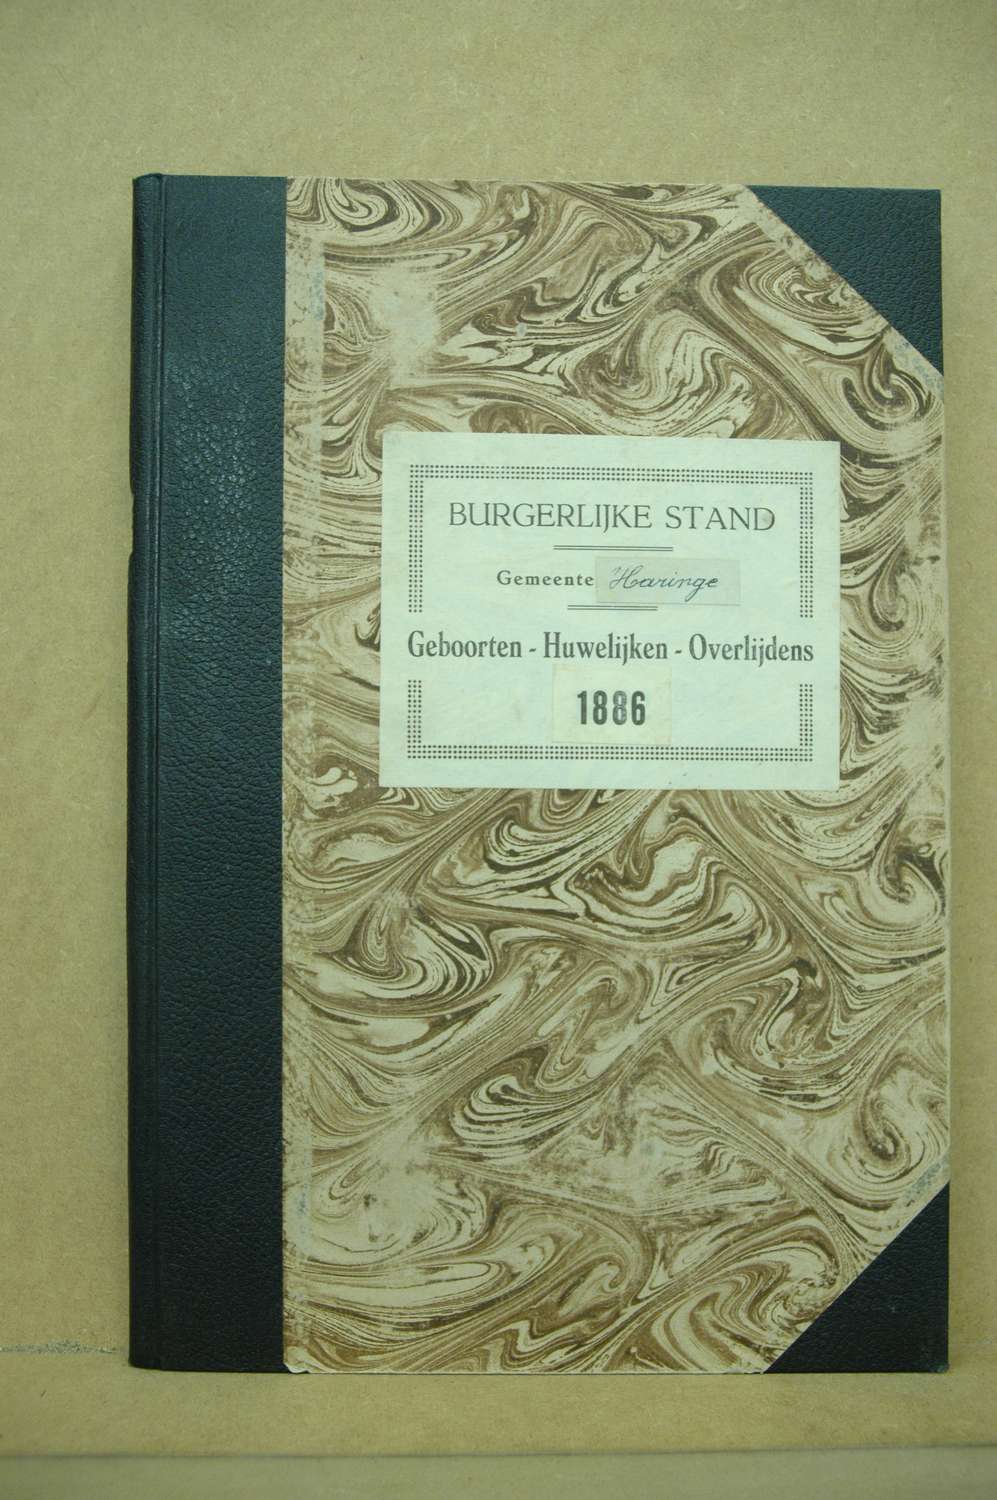 BURGERLIJKE STAND
Gemeente Haringe
Geboorten - Huwelijken - Overlijdens
1886